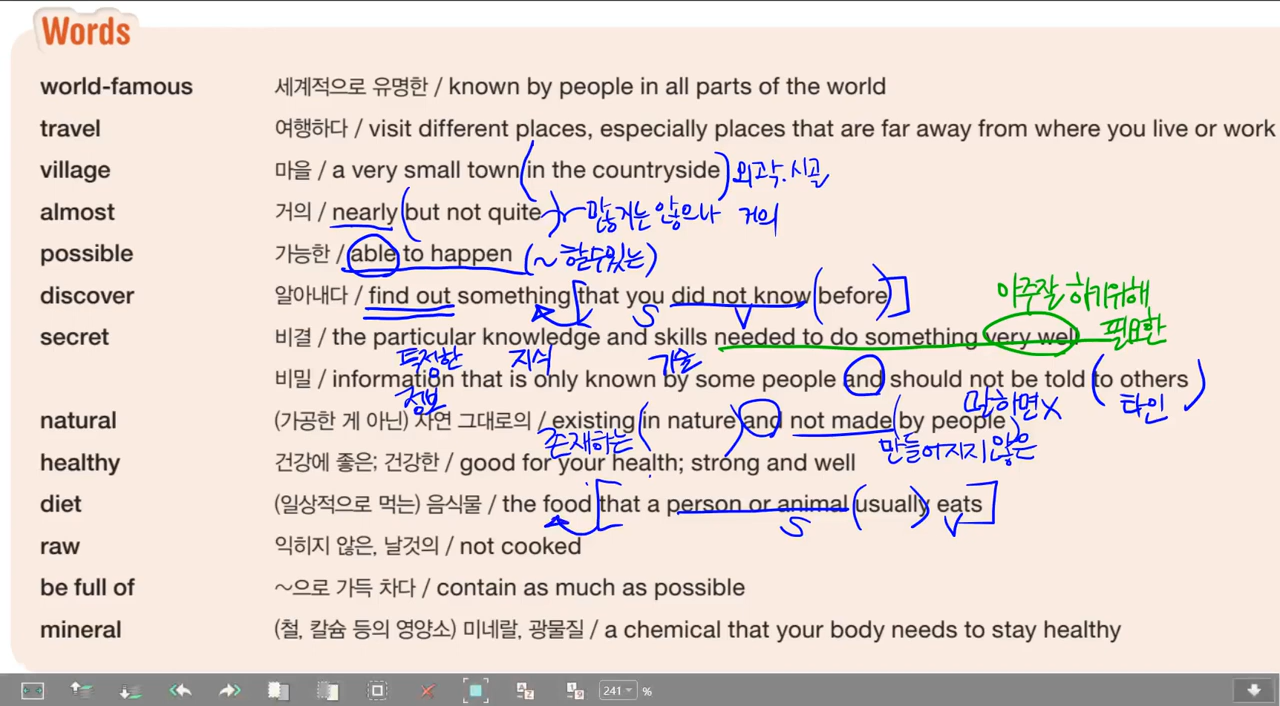 Words
world-famous 세계적으로 유명한 / known by people in all parts of the world
travel 여행하다 / visit different places, especially places that are far away from where you live or work
village 마을 / a very small town (in the countryside) 외곽.시골
almost 거의 / nearly (but not quite) 많지는 않으나 거의
possible 가능한 / able to happen (~ 할수있는)
discover 알아내다 / find out something [that you did not know (before)]
S V
아주잘 하기위해 필요한
secret 비결 / the particular knowledge and skills needed to do something very well
특정한 지식 기술
비밀 / information that is only known by some people and should not be told (to others)
정보 말하면X 타인
natural (가공한 게 아닌) 자연 그대로의 / existing (in nature) and not made (by people)
존재하는 만들어지지 않은
healthy 건강에 좋은; 건강한 / good for your health; strong and well
diet (일상적으로 먹는) 음식물 / the food [that a person or animal (usually) eats]
S V
raw 익히지 않은, 날것의 / not cooked
be full of ~으로 가득 차다 / contain as much as possible
mineral (철, 칼슘 등의 영양소) 미네랄, 광물질 / a chemical that your body needs to stay healthy
241 %